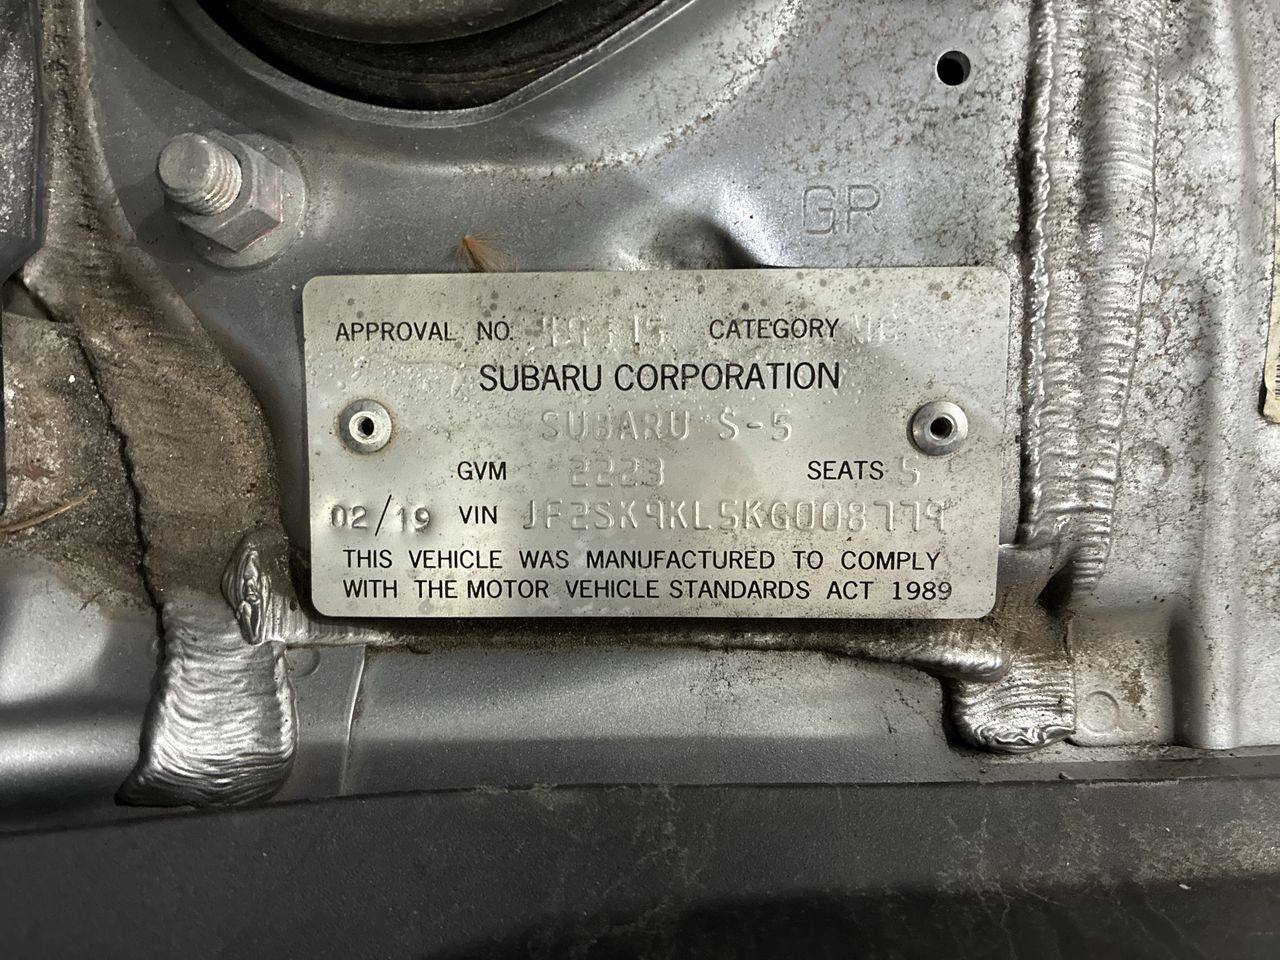 GR
APPROVAL NO. CATEGORY
SUBARU CORPORATION
SUBARU S-5
GVM 2223 SEATS 5
02/19 VIN JF2SK9KL5KG008779
THIS VEHICLE WAS MANUFACTURED TO COMPLY
WITH THE MOTOR VEHICLE STANDARDS ACT 1989